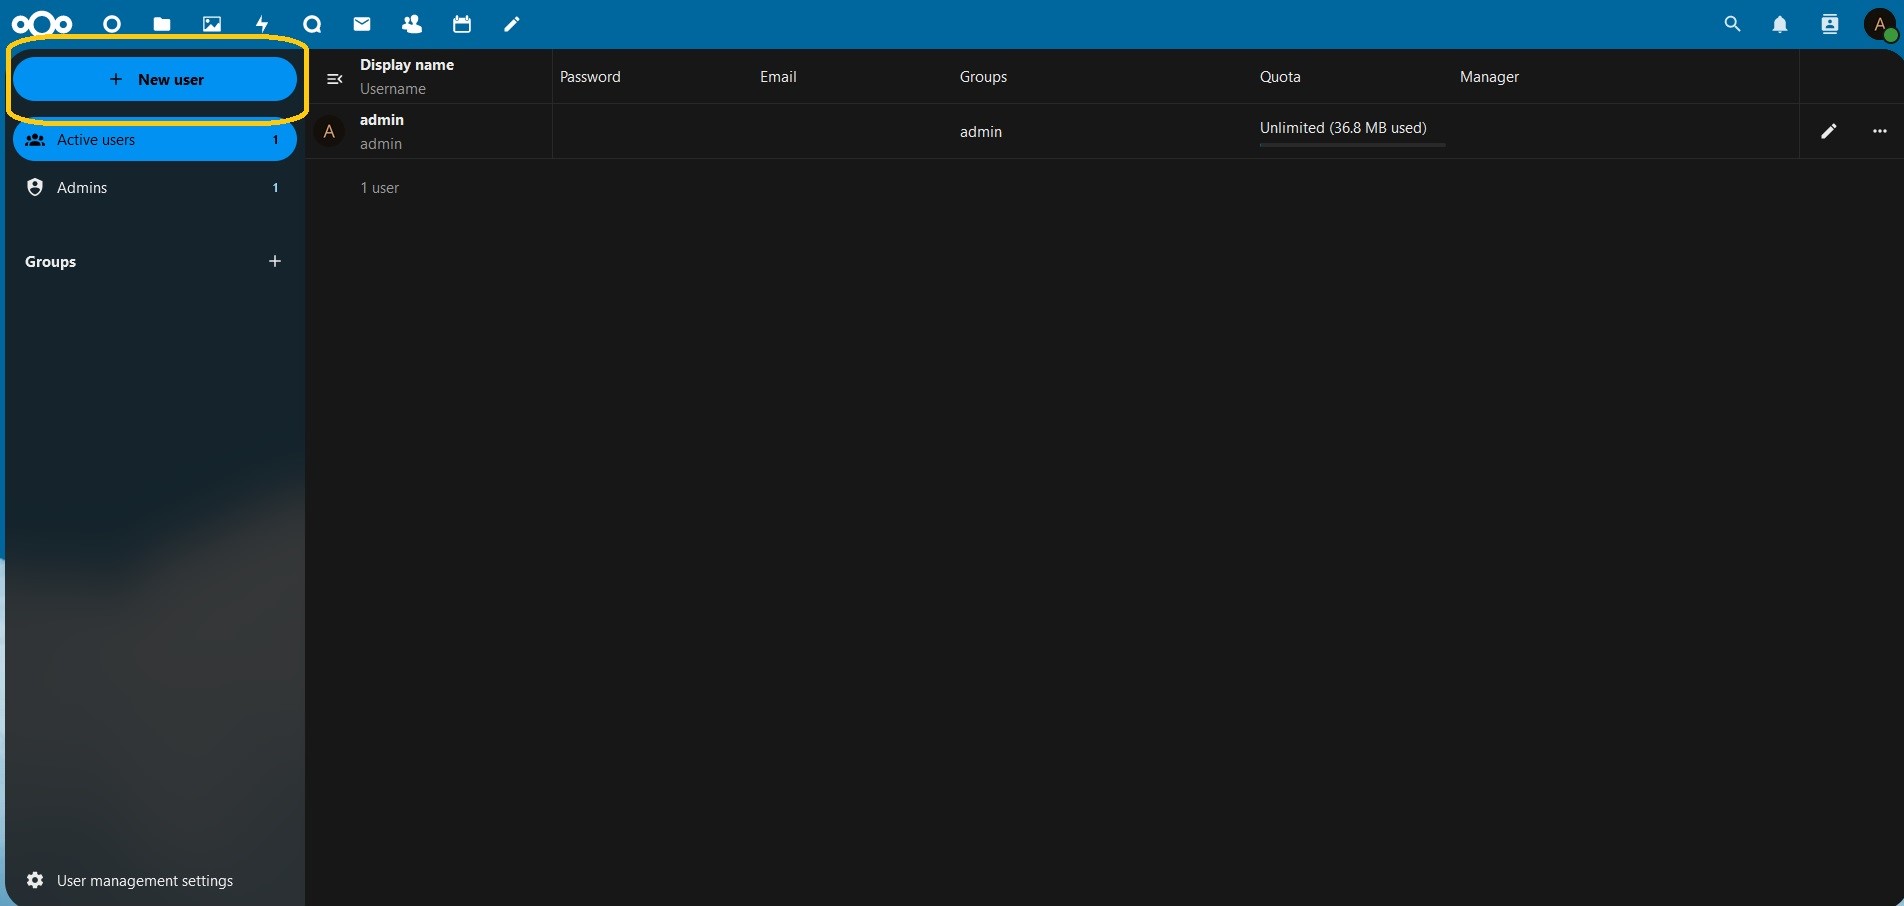 A
New user
Display name
Username
Password
Email
Groups
Quota
Manager
Active users 1
A
admin
admin
admin
Unlimited (36.8 MB used)
Admins 1
1 user
Groups
User management settings